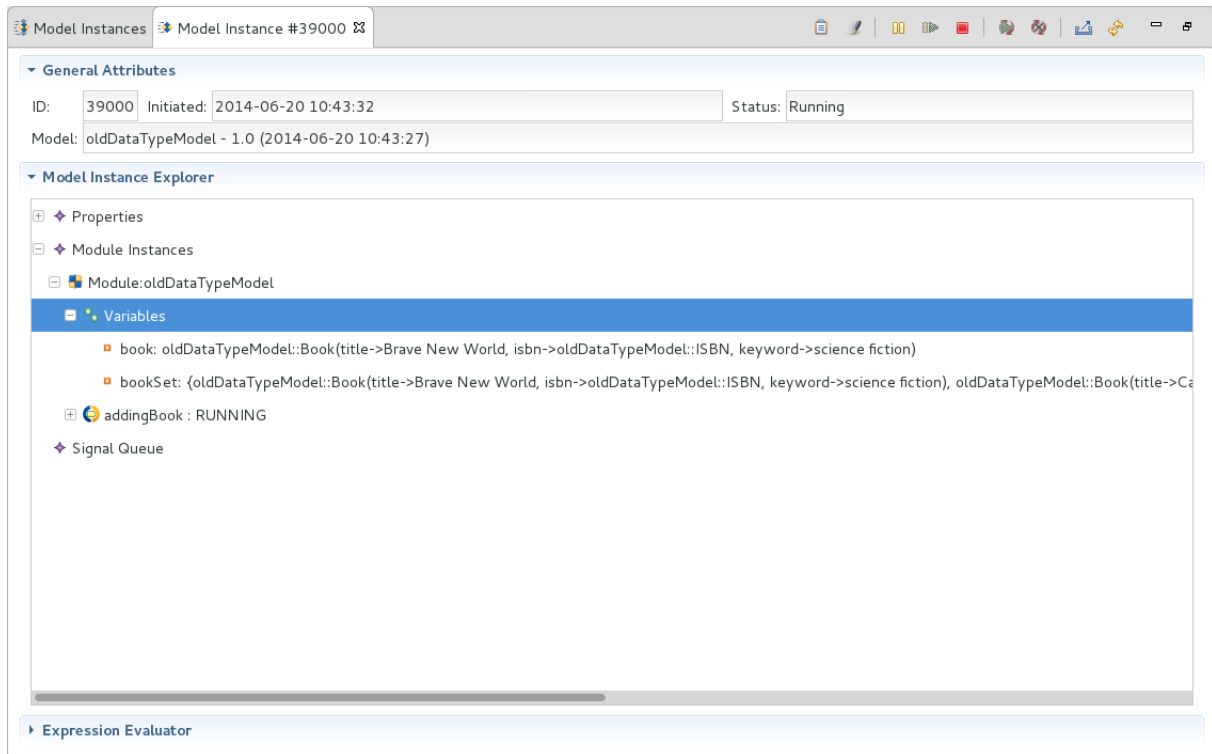 Model Instances Model Instance #39000
General Attributes
ID: 39000 Initiated: 2014-06-20 10:43:32 Status: Running
Model: oldDataTypeModel - 1.0 (2014-06-20 10:43:27)
Model Instance Explorer
Properties
Module Instances
Module:oldDataTypeModel
Variables
book: oldDataTypeModel::Book(title->Brave New World, isbn->oldDataTypeModel::ISBN, keyword->science fiction)
bookSet: {oldDataTypeModel::Book(title->Brave New World, isbn->oldDataTypeModel::ISBN, keyword->science fiction), oldDataTypeModel::Book(title->Ca
addingBook : RUNNING
Signal Queue
Expression Evaluator